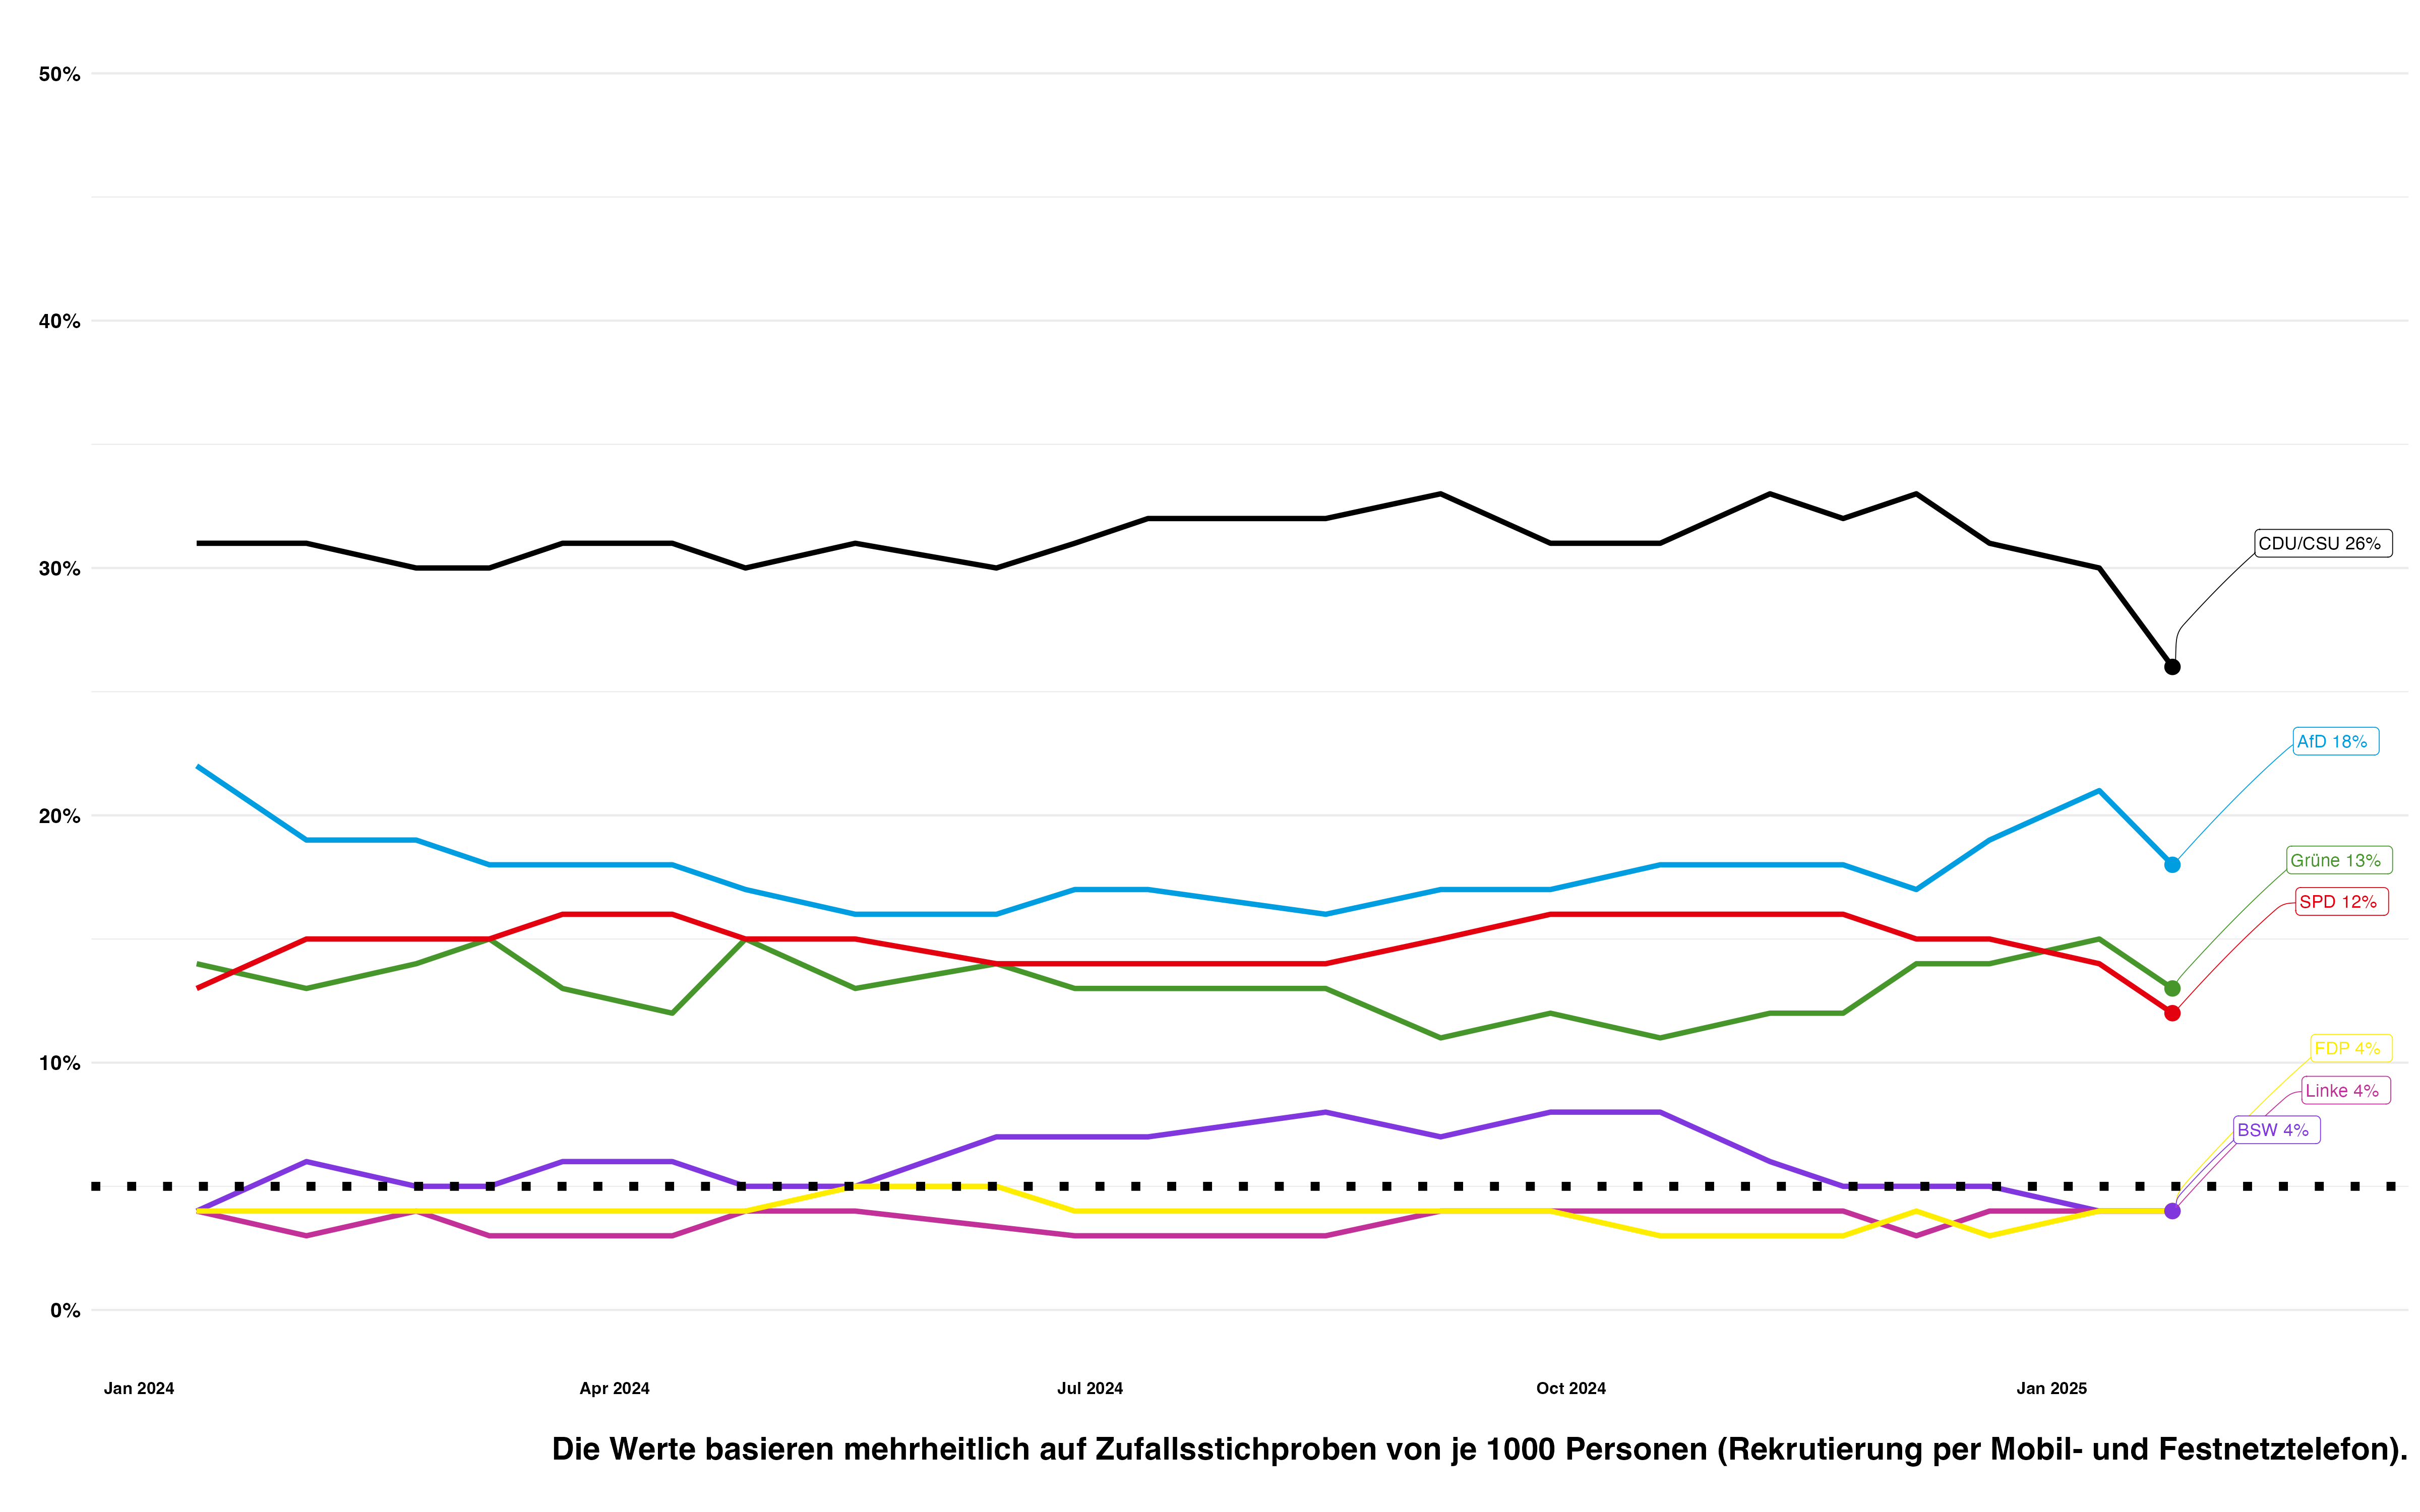 50%
40%
30%
20%
10%
0%
CDU/CSU 26%
AfD 18%
Grüne 13%
SPD 12%
FDP 4%
Linke 4%
BSW 4%
Jan 2024 Apr 2024 Jul 2024 Oct 2024 Jan 2025
Die Werte basieren mehrheitlich auf Zufallsstichproben von je 1000 Personen (Rekrutierung per Mobil- und Festnetztelefon).